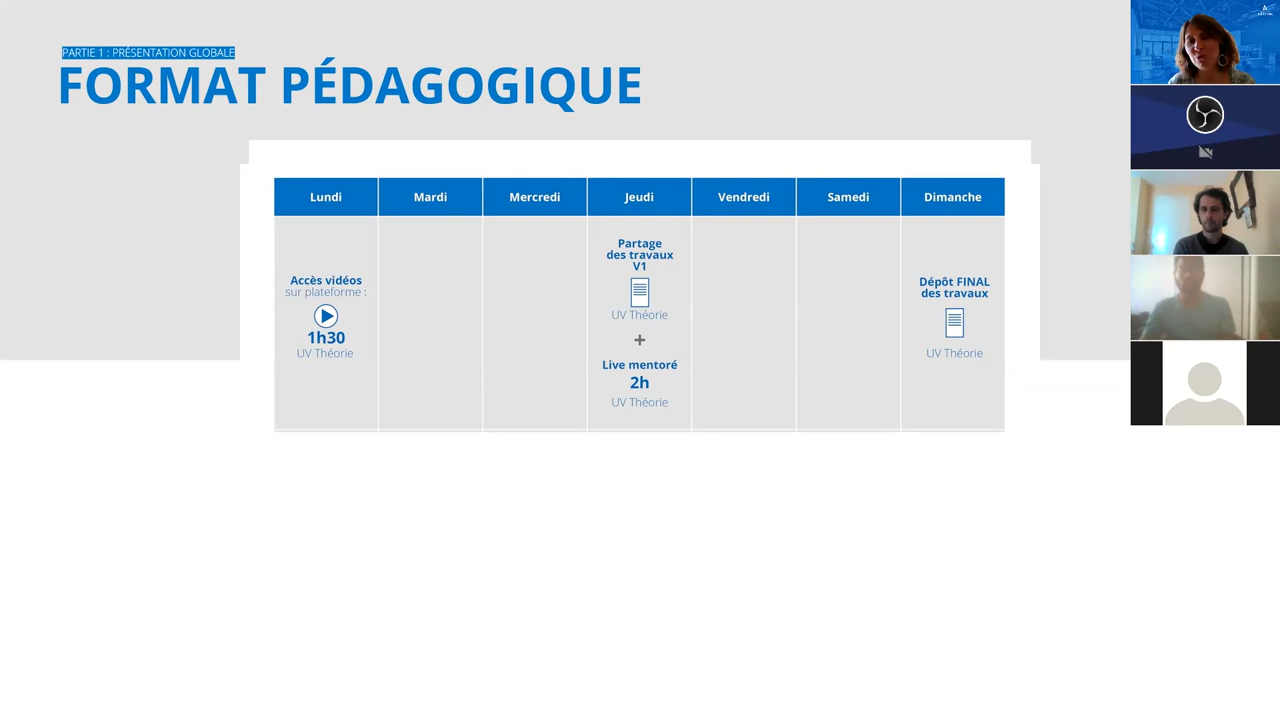 PARTIE 1 : PRÉSENTATION GLOBALE
FORMAT PÉDAGOGIQUE
Lundi
Mardi
Mercredi
Jeudi
Vendredi
Samedi
Dimanche
Accès vidéos
sur plateforme :
1h30
UV Théorie
Partage
des travaux
V1
UV Théorie
+
Live mentoré
2h
UV Théorie
Dépôt FINAL
des travaux
UV Théorie